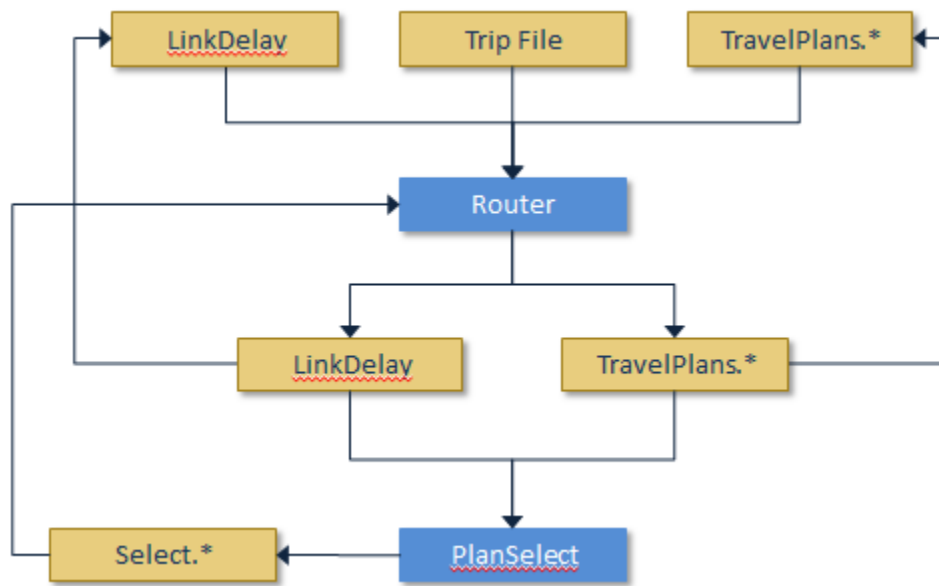 LinkDelay
Trip File
TravelPlans.*
Router
LinkDelay
TravelPlans.*
Select.*
PlanSelect